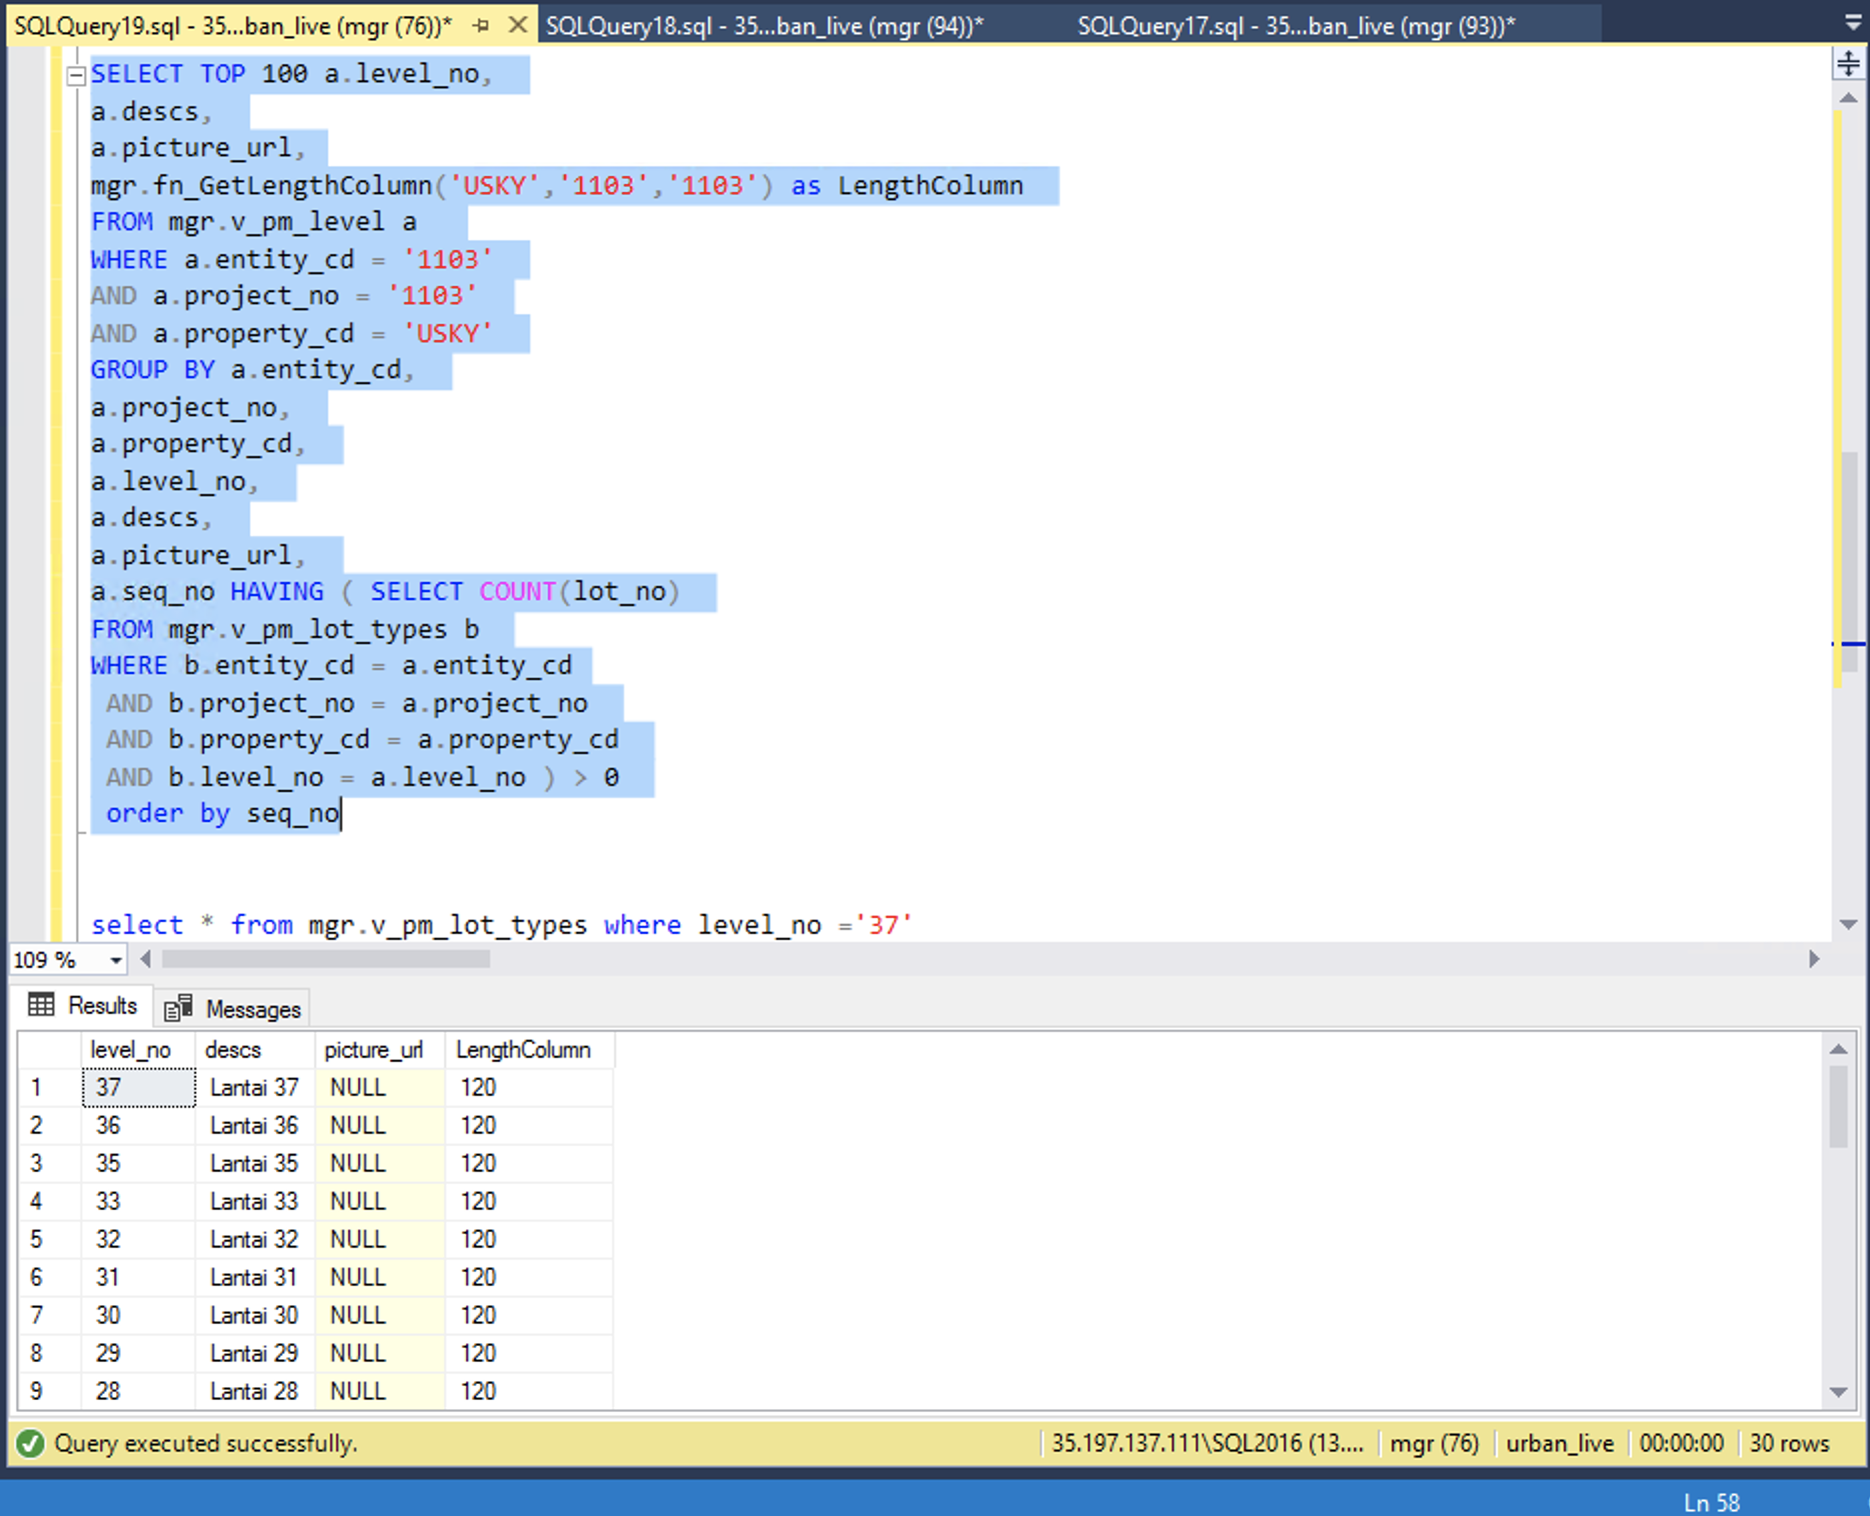 SQLQuery19.sql - 35...ban_live (mgr (76))* SQLQuery18.sql - 35...ban_live (mgr (94))* SQLQuery17.sql - 35...ban_live (mgr (93))*
SELECT TOP 100 a.level_no,
a.descs,
a.picture_url,
mgr.fn_GetLengthColumn('USKY','1103','1103') as LengthColumn
FROM mgr.v_pm_level a
WHERE a.entity_cd = '1103'
AND a.project_no = '1103'
AND a.property_cd = 'USKY'
GROUP BY a.entity_cd,
a.project_no,
a.property_cd,
a.level_no,
a.descs,
a.picture_url,
a.seq_no HAVING ( SELECT COUNT(lot_no)
FROM mgr.v_pm_lot_types b
WHERE b.entity_cd = a.entity_cd
AND b.project_no = a.project_no
AND b.property_cd = a.property_cd
AND b.level_no = a.level_no ) > 0
order by seq_no
select * from mgr.v_pm_lot_types where level_no ='37'
109 %
Results Messages
level_no descs picture_url LengthColumn
1 37 Lantai 37 NULL 120
2 36 Lantai 36 NULL 120
3 35 Lantai 35 NULL 120
4 33 Lantai 33 NULL 120
5 32 Lantai 32 NULL 120
6 31 Lantai 31 NULL 120
7 30 Lantai 30 NULL 120
8 29 Lantai 29 NULL 120
9 28 Lantai 28 NULL 120
Query executed successfully. 35.197.137.111\SQL2016 (13.... mgr (76) urban_live 00:00:00 30 rows
Ln 58